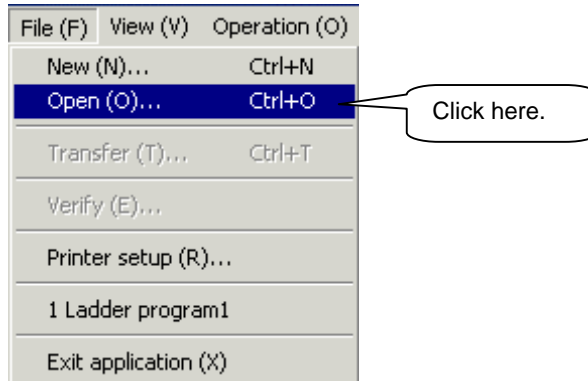 File (F) View (V) Operation (O)
New (N)... Ctrl+N
Open (O)... Ctrl+O
Click here.
Transfer (T)... Ctrl+T
Verify (E)...
Printer setup (R)...
1 Ladder program1
Exit application (X)